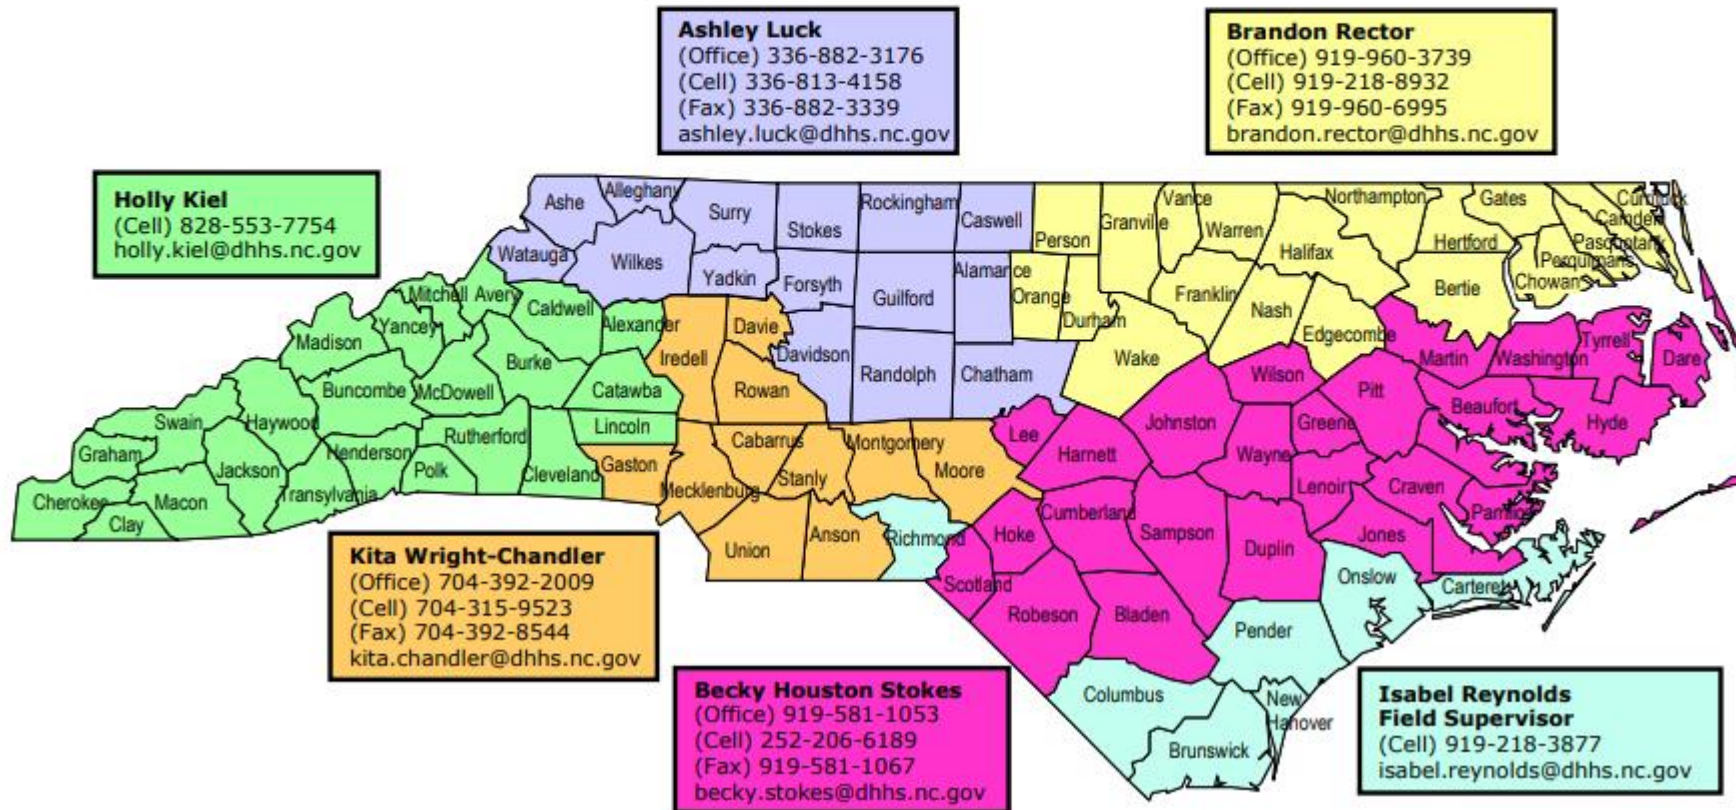 Ashley Luck
(Office) 336-882-3176
(Cell) 336-813-4158
(Fax) 336-882-3339
ashley.luck@dhhs.nc.gov
Brandon Rector
(Office) 919-960-3739
(Cell) 919-218-8932
(Fax) 919-960-6995
brandon.rector@dhhs.nc.gov
Holly Kiel
(Cell) 828-553-7754
holly.kiel@dhhs.nc.gov
Ashe
Alleghany
Surry
Stokes
Rockingham
Caswell
Person
Granville
Vance
Warren
Northampton
Gates
Currituck
Camden
Pasquotank
Perquimans
Chowan
Hertford
Halifax
Bertie
Watauga
Wilkes
Yadkin
Forsyth
Guilford
Alamance
Orange
Durham
Franklin
Nash
Edgecombe
Wake
Mitchell
Avery
Caldwell
Alexander
Iredell
Davie
Davidson
Randolph
Chatham
Madison
Yancey
Burke
Catawba
Rowan
Buncombe
McDowell
Lincoln
Wilson
Martin
Washington
Tyrrell
Dare
Pitt
Beaufort
Hyde
Johnston
Greene
Swain
Haywood
Graham
Jackson
Henderson
Rutherford
Polk
Cleveland
Gaston
Cabarrus
Stanly
Montgomery
Moore
Lee
Harnett
Wayne
Lenoir
Craven
Pamlico
Cherokee
Clay
Macon
Transylvania
Mecklenburg
Union
Anson
Richmond
Hoke
Cumberland
Sampson
Duplin
Jones
Scotland
Robeson
Bladen
Onslow
Carteret
Pender
Columbus
New
Hanover
Brunswick
Kita Wright-Chandler
(Office) 704-392-2009
(Cell) 704-315-9523
(Fax) 704-392-8544
kita.chandler@dhhs.nc.gov
Becky Houston Stokes
(Office) 919-581-1053
(Cell) 252-206-6189
(Fax) 919-581-1067
becky.stokes@dhhs.nc.gov
Isabel Reynolds
Field Supervisor
(Cell) 919-218-3877
isabel.reynolds@dhhs.nc.gov